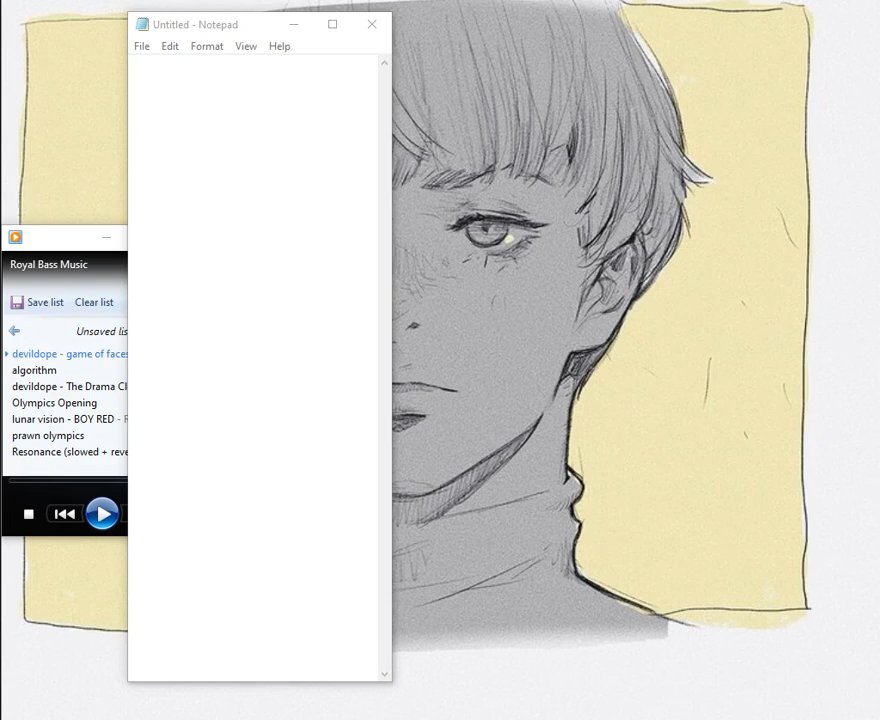 Untitled - Notepad
File Edit Format View Help
Royal Bass Music
Save list Clear list
Unsaved lis
devildope - game of faces
algorithm
devildope - The Drama Cl
Olympics Opening
lunar vision - BOY RED - R
prawn olympics
Resonance (slowed + reve